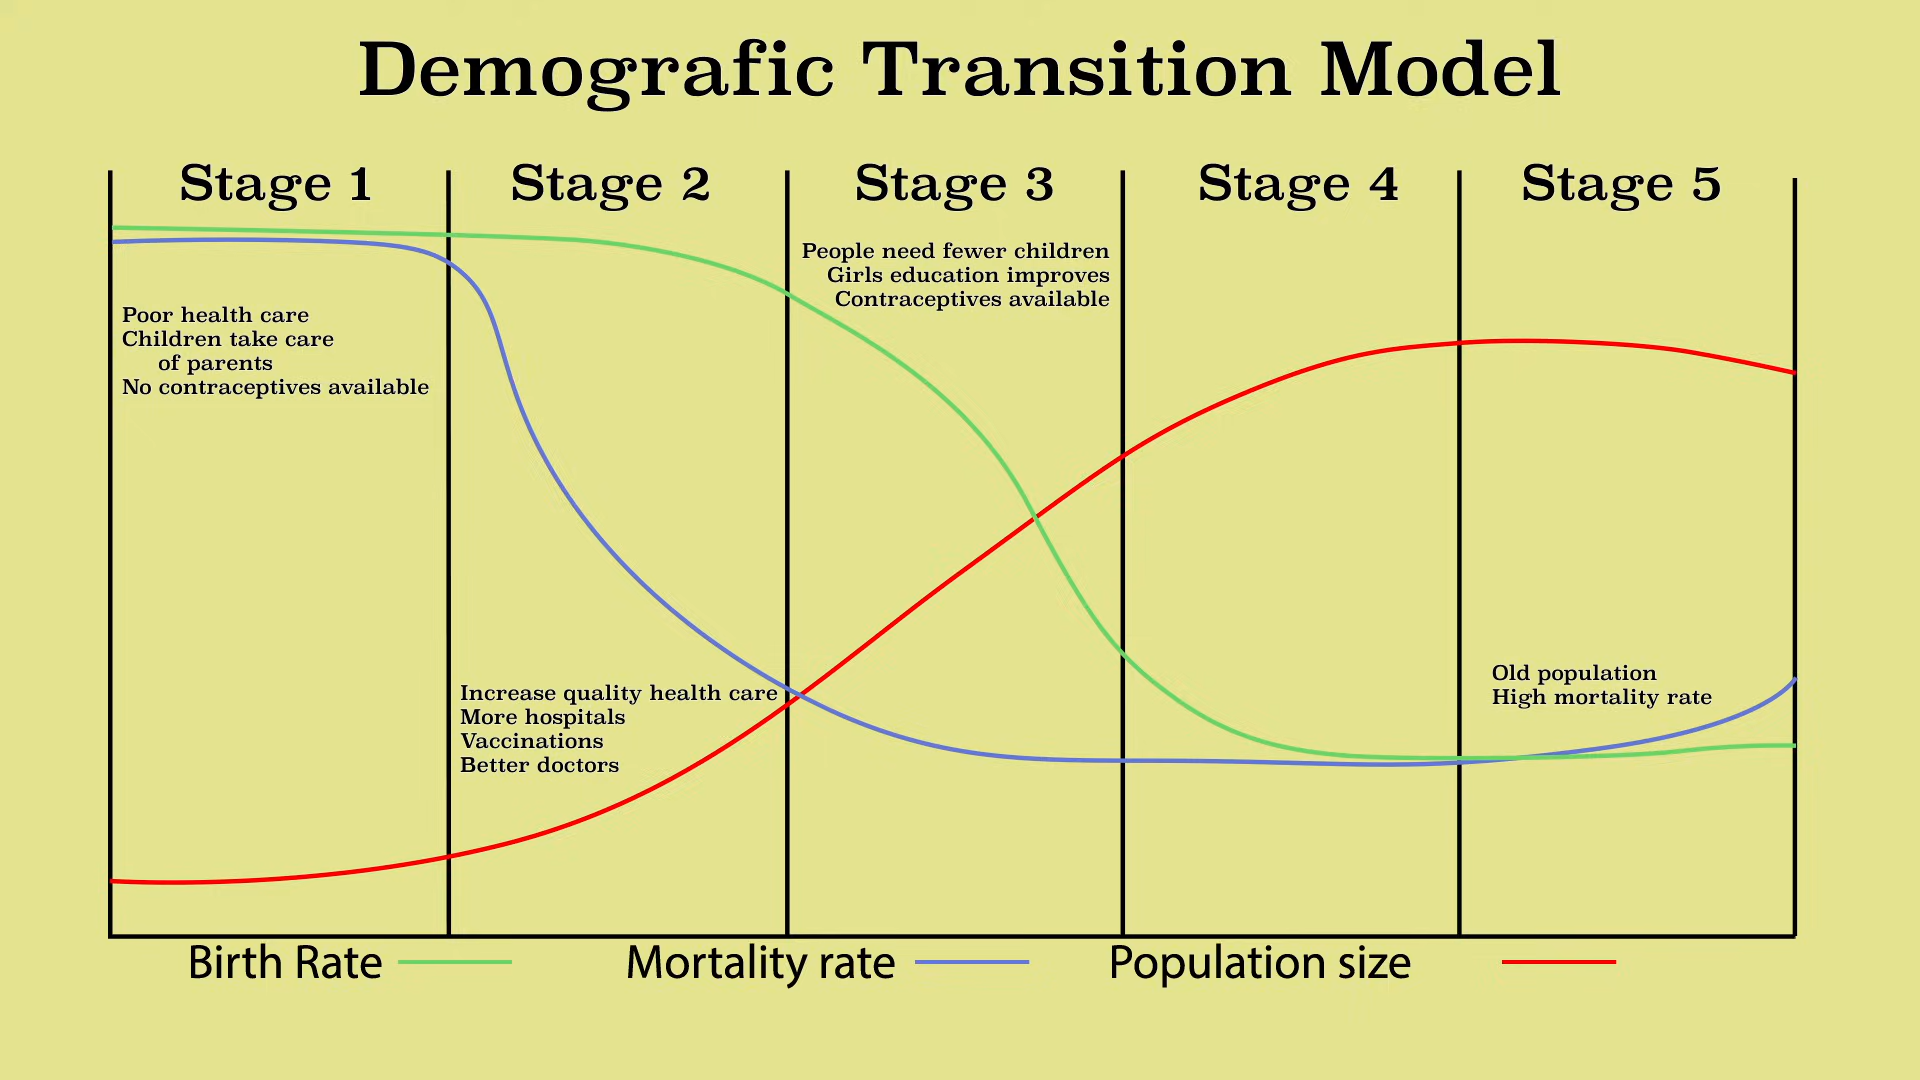 Demografic Transition Model
Stage 1
Stage 2
Stage 3
Stage 4
Stage 5
Poor health care
Children take care
of parents
No contraceptives available
Increase quality health care
More hospitals
Vaccinations
Better doctors
People need fewer children
Girls education improves
Contraceptives available
Old population
High mortality rate
Birth Rate
Mortality rate
Population size